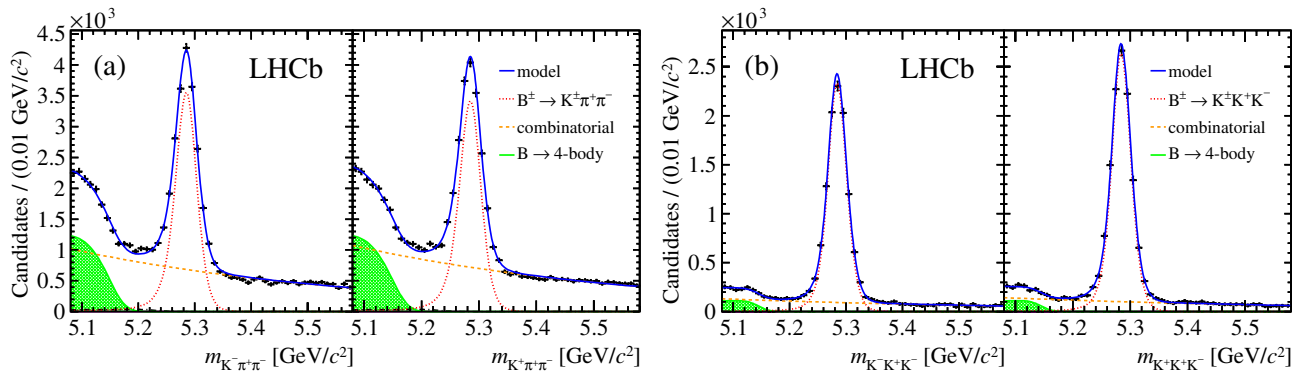 ×10³
(a)
LHCb
model
B± → K±π⁺π⁻
combinatorial
B → 4-body
Candidates / (0.01 GeV/c²)
4.5
4
3.5
3
2.5
2
1.5
1
0.5
0
5.1 5.2 5.3 5.4 5.5
5.1 5.2 5.3 5.4 5.5
m K⁻π⁺π⁻ [GeV/c²]
m K⁺π⁺π⁻ [GeV/c²]
×10³
(b)
LHCb
model
B± → K±K⁺K⁻
combinatorial
B → 4-body
Candidates / (0.01 GeV/c²)
2.5
2
1.5
1
0.5
0
5.1 5.2 5.3 5.4 5.5
5.1 5.2 5.3 5.4 5.5
m K⁻K⁺K⁻ [GeV/c²]
m K⁺K⁺K⁻ [GeV/c²]